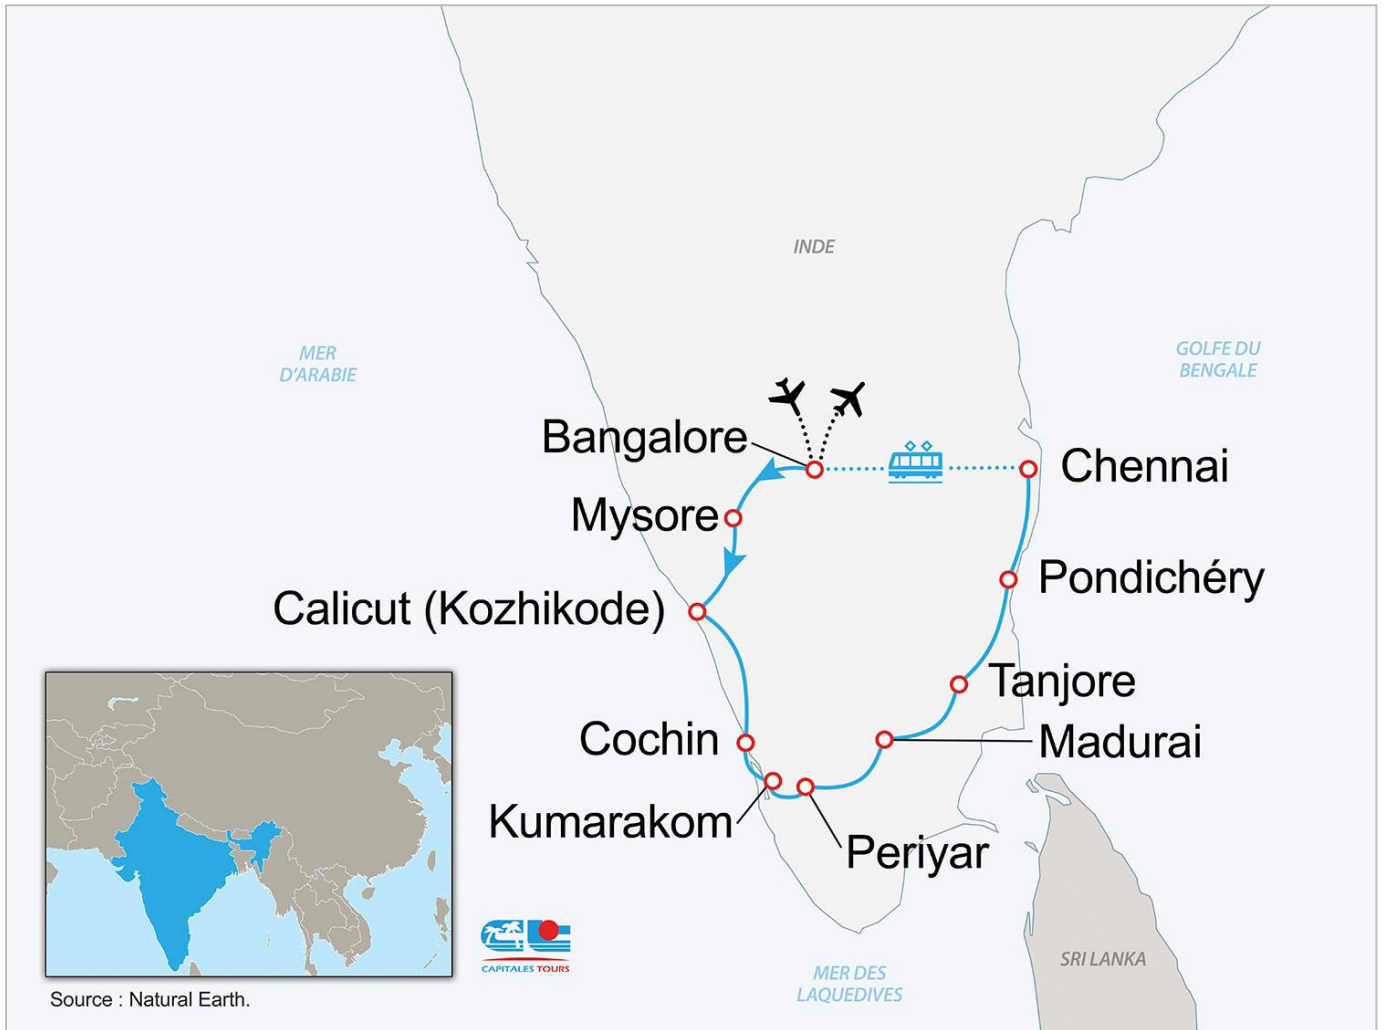 INDE
MER
D'ARABIE
GOLFE DU
BENGALE
Bangalore
Chennai
Mysore
Pondichéry
Calicut (Kozhikode)
Tanjore
Cochin
Madurai
Kumarakom
Periyar
CAPITALES TOURS
SRI LANKA
MER DES
LAQUEDIVES
Source : Natural Earth.